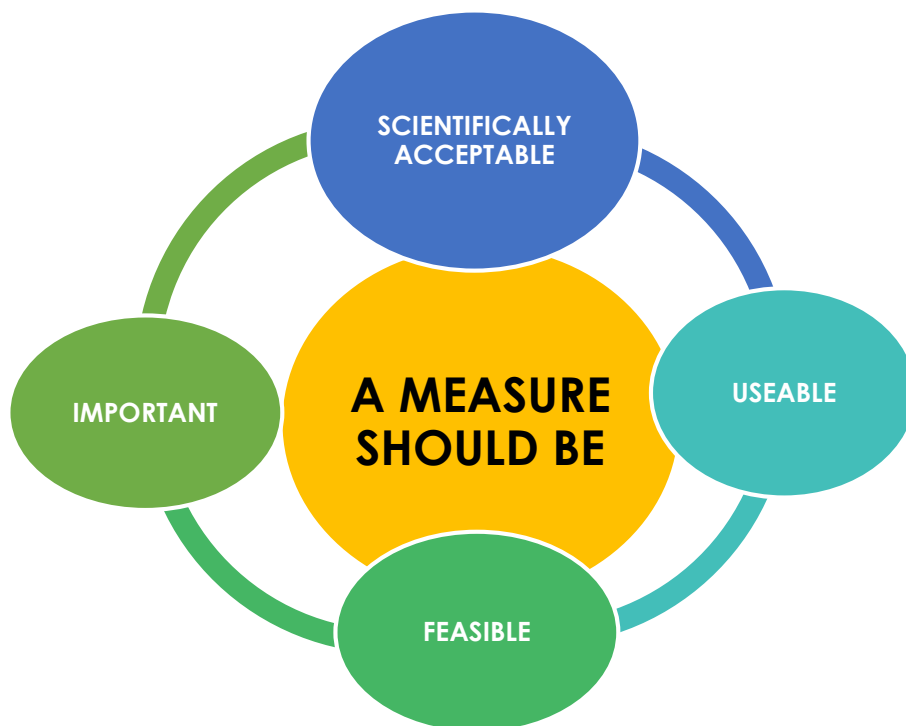 SCIENTIFICALLY
ACCEPTABLE
A MEASURE
SHOULD BE
IMPORTANT
USEABLE
FEASIBLE